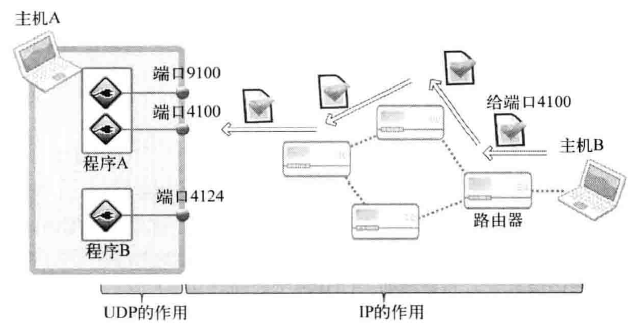 主机A
端口9100
端口4100
程序A
端口4124
程序B
给端口4100
主机B
路由器
UDP的作用
IP的作用